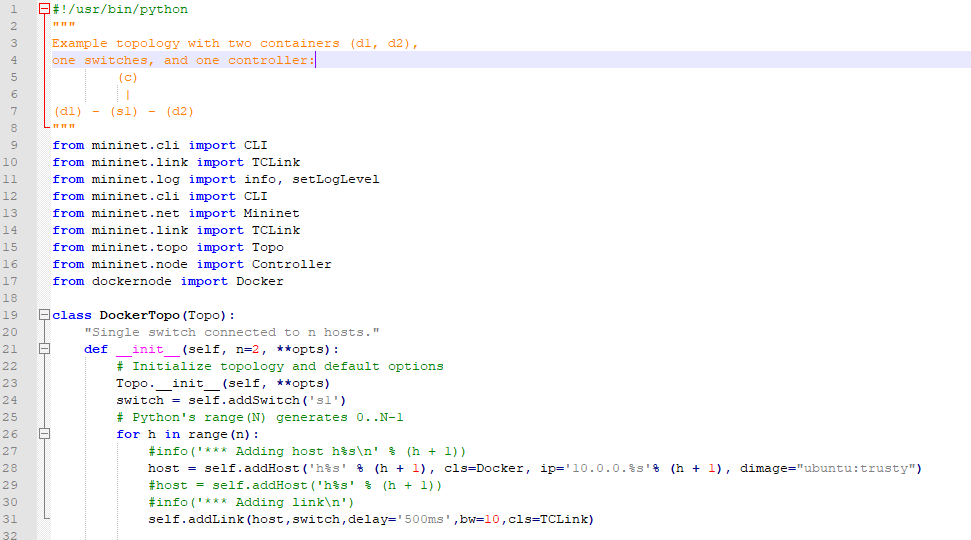 1 #!/usr/bin/python
2 """
3 Example topology with two containers (d1, d2),
4 one switches, and one controller:
5         (c)
6          |
7 (d1) - (s1) - (d2)
8 """
9 from mininet.cli import CLI
10 from mininet.link import TCLink
11 from mininet.log import info, setLogLevel
12 from mininet.cli import CLI
13 from mininet.net import Mininet
14 from mininet.link import TCLink
15 from mininet.topo import Topo
16 from mininet.node import Controller
17 from dockernode import Docker
18
19 class DockerTopo(Topo):
20     "Single switch connected to n hosts."
21     def __init__(self, n=2, **opts):
22         # Initialize topology and default options
23         Topo.__init__(self, **opts)
24         switch = self.addSwitch('s1')
25         # Python's range(N) generates 0..N-1
26         for h in range(n):
27             #info('*** Adding host h%s\n' % (h + 1))
28             host = self.addHost('h%s' % (h + 1), cls=Docker, ip='10.0.0.%s'% (h + 1), dimage="ubuntu:trusty")
29             #host = self.addHost('h%s' % (h + 1))
30             #info('*** Adding link\n')
31             self.addLink(host,switch,delay='500ms',bw=10,cls=TCLink)
32